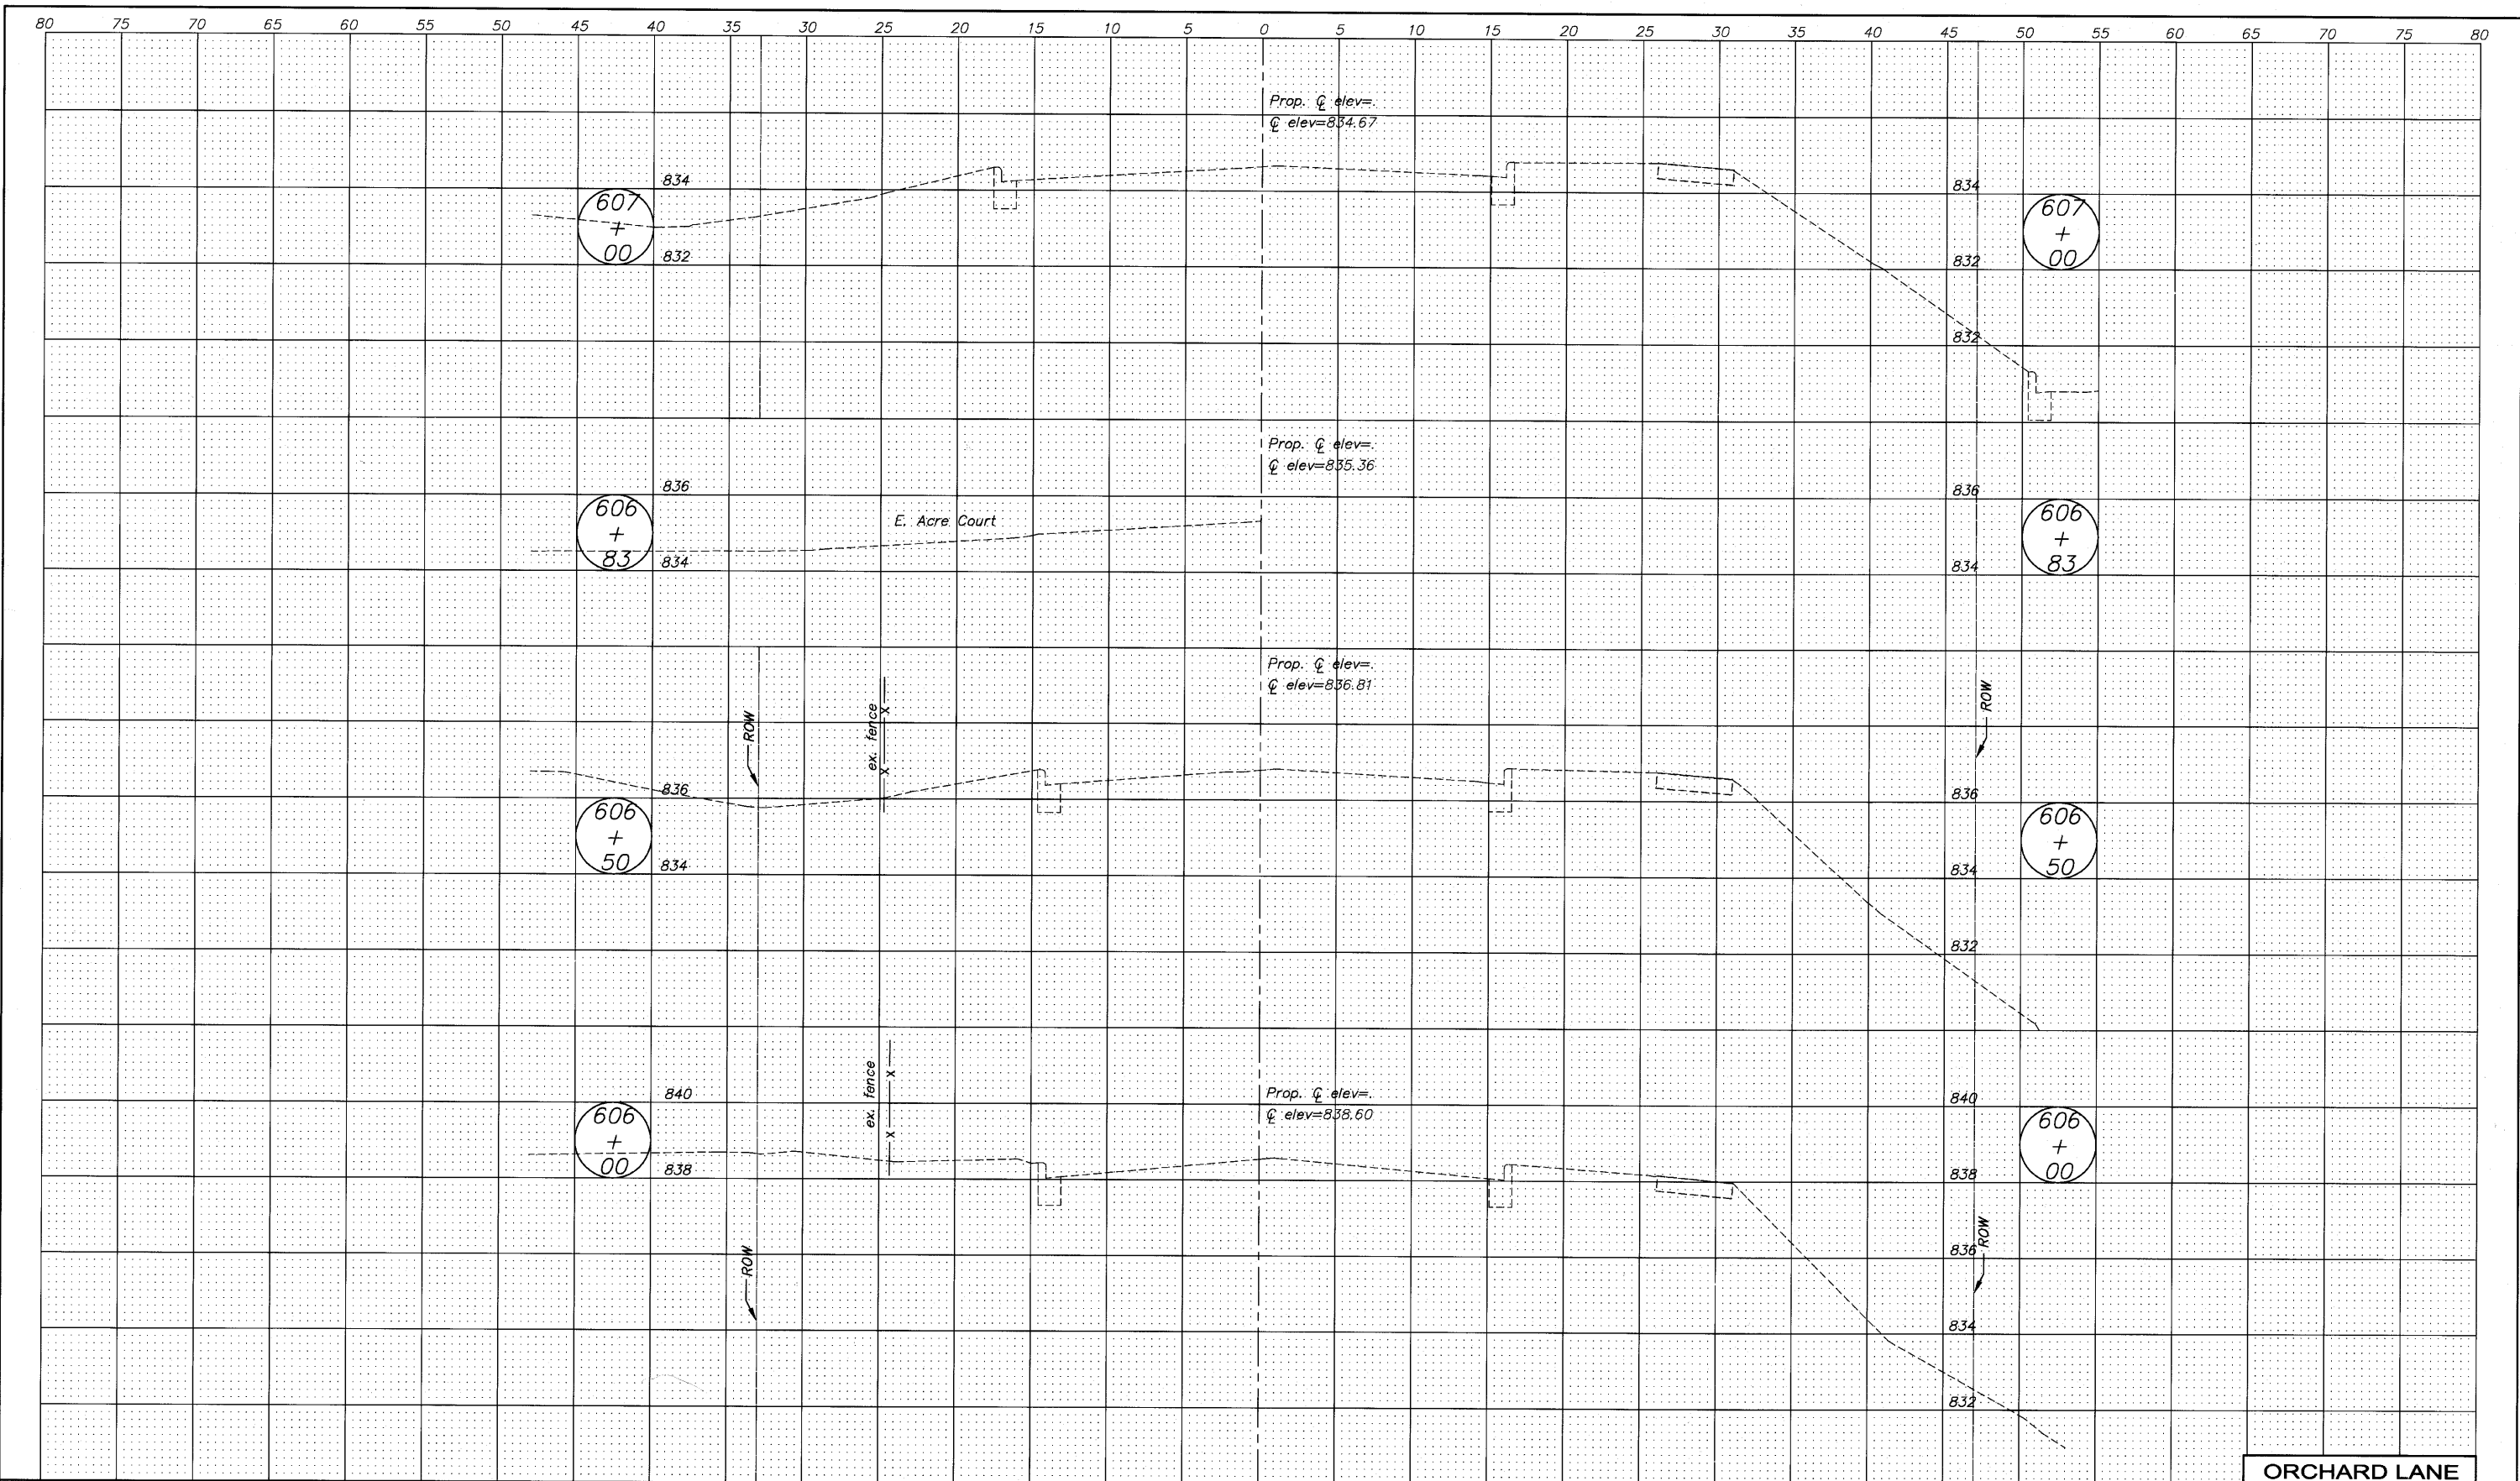 80 75 70 65 60 55 50 45 40 35 30 25 20 15 10 5 0 5 10 15 20 25 30 35 40 45 50 55 60 65 70 75 80
Prop. ℄ elev=.
℄ elev=834.67
834
834
607
+
00
607
+
00
832
832
832
Prop. ℄ elev=.
℄ elev=835.36
836
836
606
+
83
E. Acre Court
606
+
83
834
834
Prop. ℄ elev=.
℄ elev=836.81
ROW
ex. fence
X
X
ROW
836
836
606
+
50
606
+
50
834
834
832
ex. fence
X
X
Prop. ℄ elev=.
℄ elev=838.60
840
840
606
+
00
606
+
00
838
838
ROW
ROW
836
834
832
ORCHARD LANE